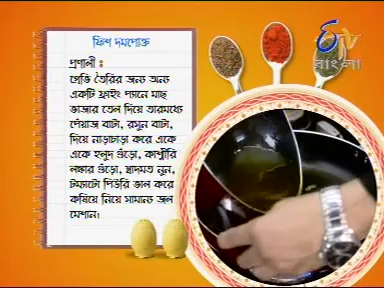 ফিশ দমপোক্ত
প্রণালী :
গ্রেভি তৈরির জন্য অন্য
একটি ফ্রাইং প্যানে মাছ
ভাজার তেল দিয়ে তারমধ্যে
পেঁয়াজ বাটা, রসুন বাটা,
দিয়ে নাড়াচাড়া করে একে
একে হলুদ গুঁড়ো, কাশ্মীরি
লঙ্কার গুঁড়ো, স্বাদমত নুন,
টম্যাটো পিউরি ভাল করে
কষিয়ে নিয়ে সামান্য জল
মেশান।
etv
বাংলা